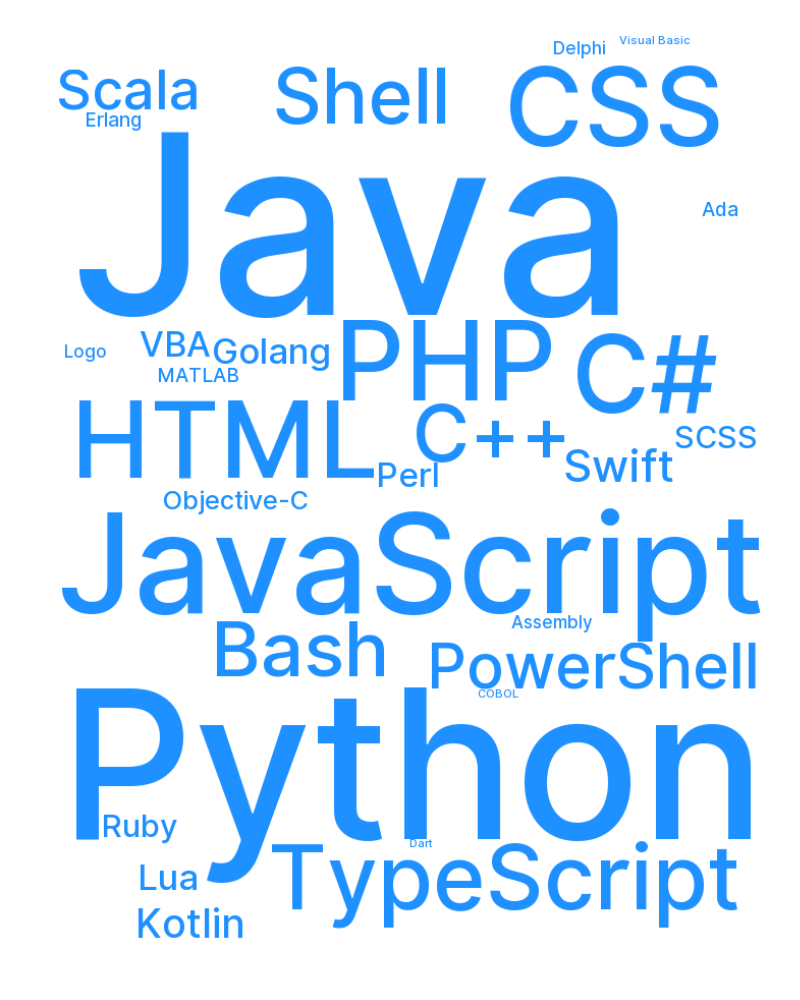 Visual Basic
Delphi
Scala
Shell
CSS
Erlang
Java
Ada
PHP
C#
VBA
Golang
Logo
MATLAB
HTML
C++
SCSS
Swift
Perl
Objective-C
JavaScript
Assembly
Bash
PowerShell
COBOL
Python
Ruby
Dart
TypeScript
Lua
Kotlin